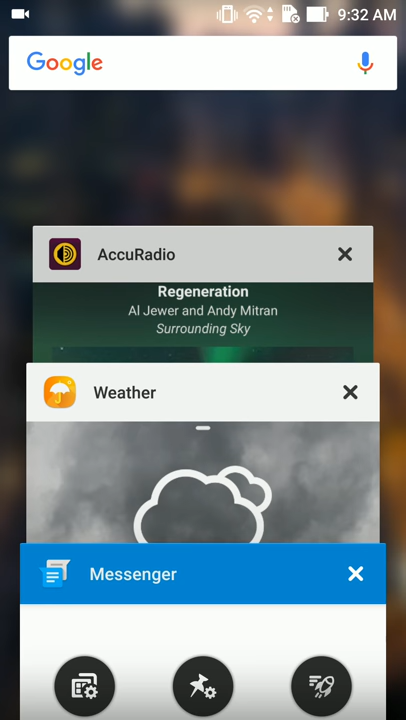 9:32 AM
Google
AccuRadio
Regeneration
Al Jewer and Andy Mitran
Surrounding Sky
Weather
Messenger